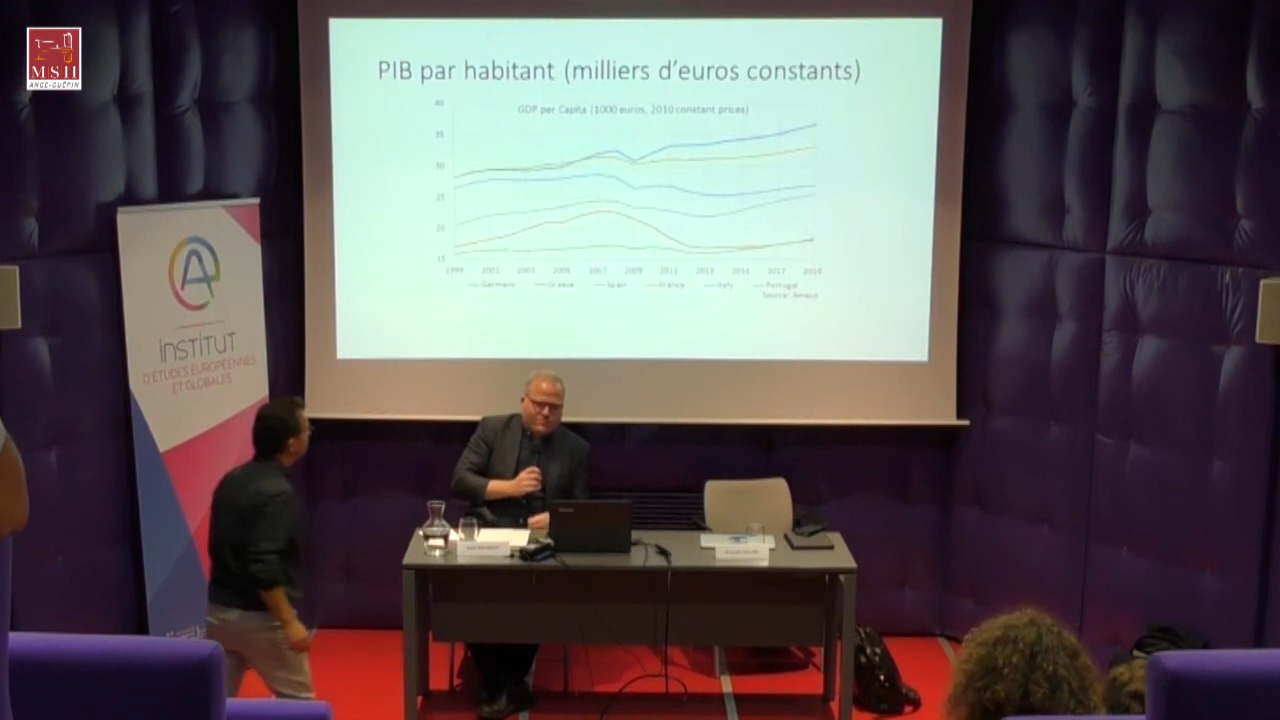 MSH
ANGE-GUÉPIN
PIB par habitant (milliers d'euros constants)
GDP per Capita (1000 euros, 2010 constant prices)
40
35
30
25
20
15
1999 2001 2003 2005 2007 2009 2011 2013 2017
Germany Greece Spain France Italy Portugal
Source: Ameco
A
InSTITUT
D'ÉTUDES EUROPÉENNES
ET GLOBALES